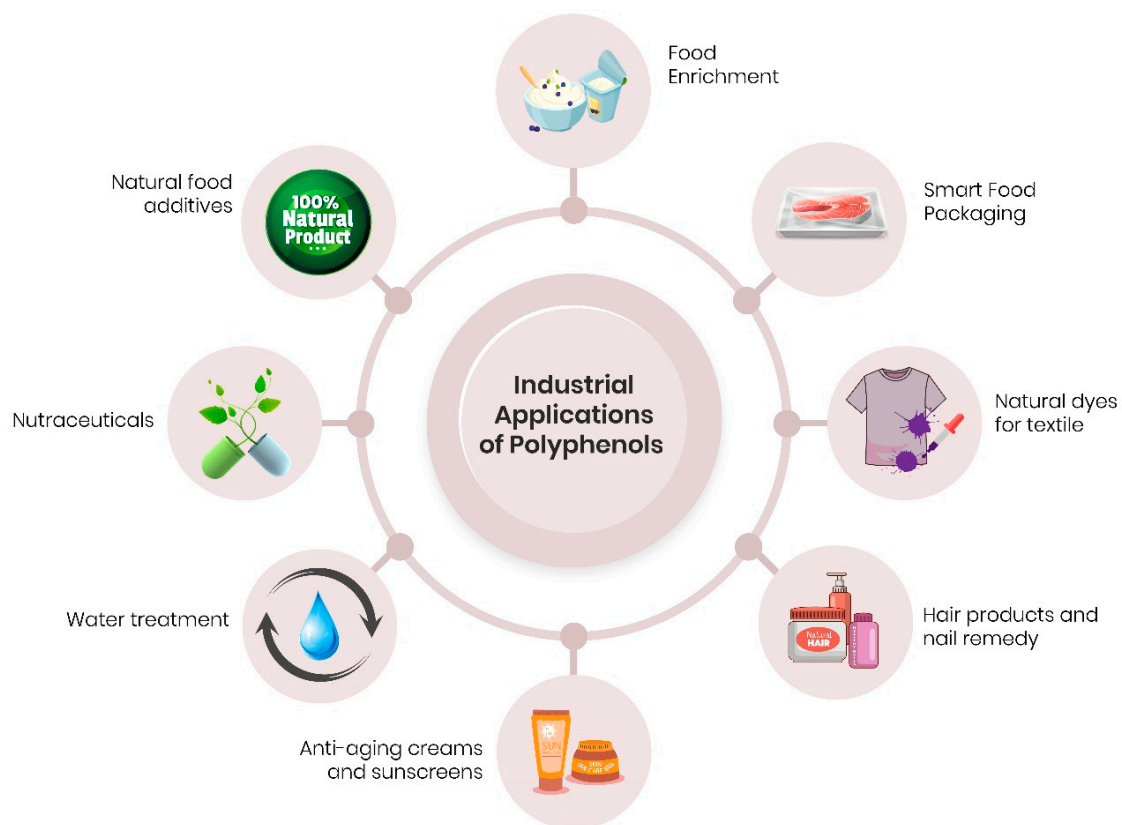 Food
Enrichment
Natural food
additives
100%
Natural
Product
Smart Food
Packaging
Industrial
Applications
of Polyphenols
Nutraceuticals
Natural dyes
for textile
Water treatment
Natural
HAIR
Hair products and
nail remedy
Anti-aging creams
and sunscreens
SUN
SKIN